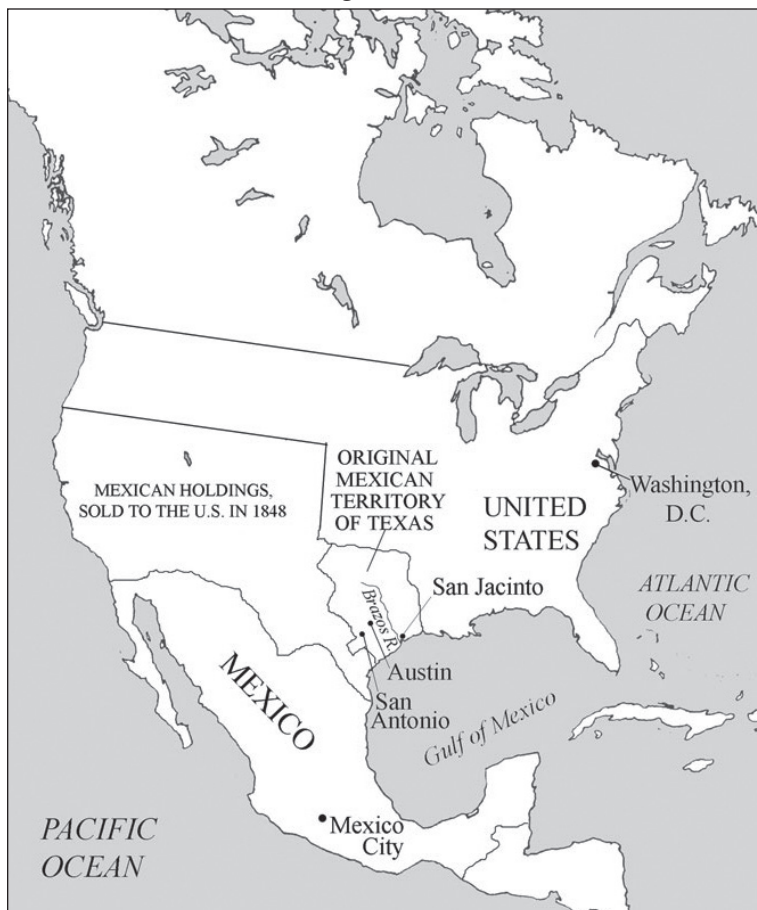 ORIGINAL
MEXICAN
TERRITORY
OF TEXAS
MEXICAN HOLDINGS,
SOLD TO THE U.S. IN 1848
UNITED
STATES
Washington,
D.C.
San Jacinto
ATLANTIC
OCEAN
Brazos R.
Austin
San
Antonio
MEXICO
Gulf of Mexico
Mexico
City
PACIFIC
OCEAN